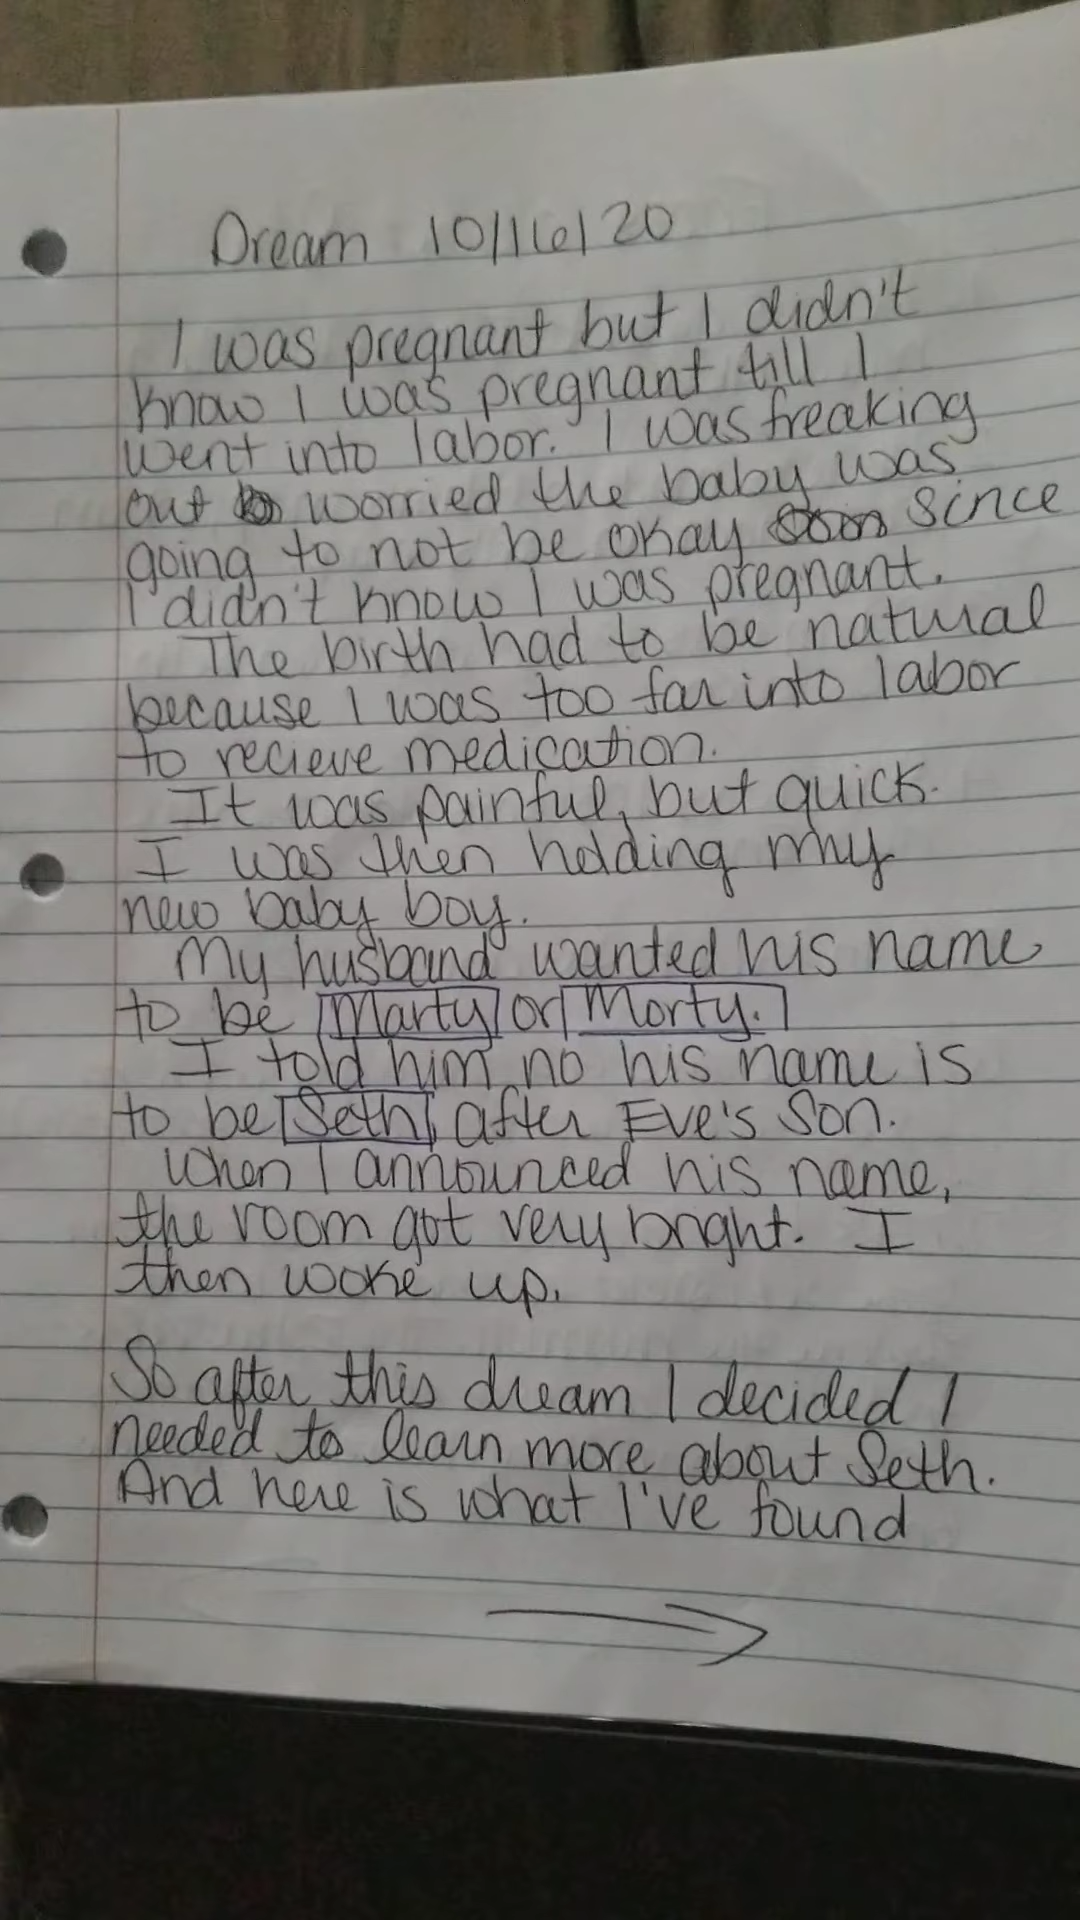 Dream 10/16/20
I was pregnant but I didn't
know I was pregnant till I
went into labor. I was freaking
out worried the baby was
going to not be okay since
I didn't know I was pregnant.
The birth had to be natural
because I was too far into labor
to recieve medication.
It was painful, but quick.
I was then holding my
new baby boy.
My husband wanted his name
to be Marty or Morty.
I told him no his name is
to be Seth, after Eve's Son.
When I announced his name,
the room got very bright. I
then woke up.
So after this dream I decided I
needed to learn more about Seth.
And here is what I've found